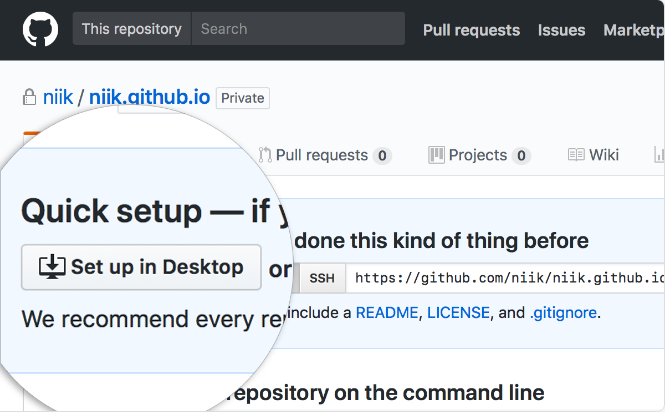 This repository Search Pull requests Issues Marketp
niik / niik.github.io Private
Pull requests 0 Projects 0 Wiki
Quick setup — if y
done this kind of thing before
Set up in Desktop or SSH https://github.com/niik/niik.github.io
We recommend every re include a README, LICENSE, and .gitignore.
repository on the command line